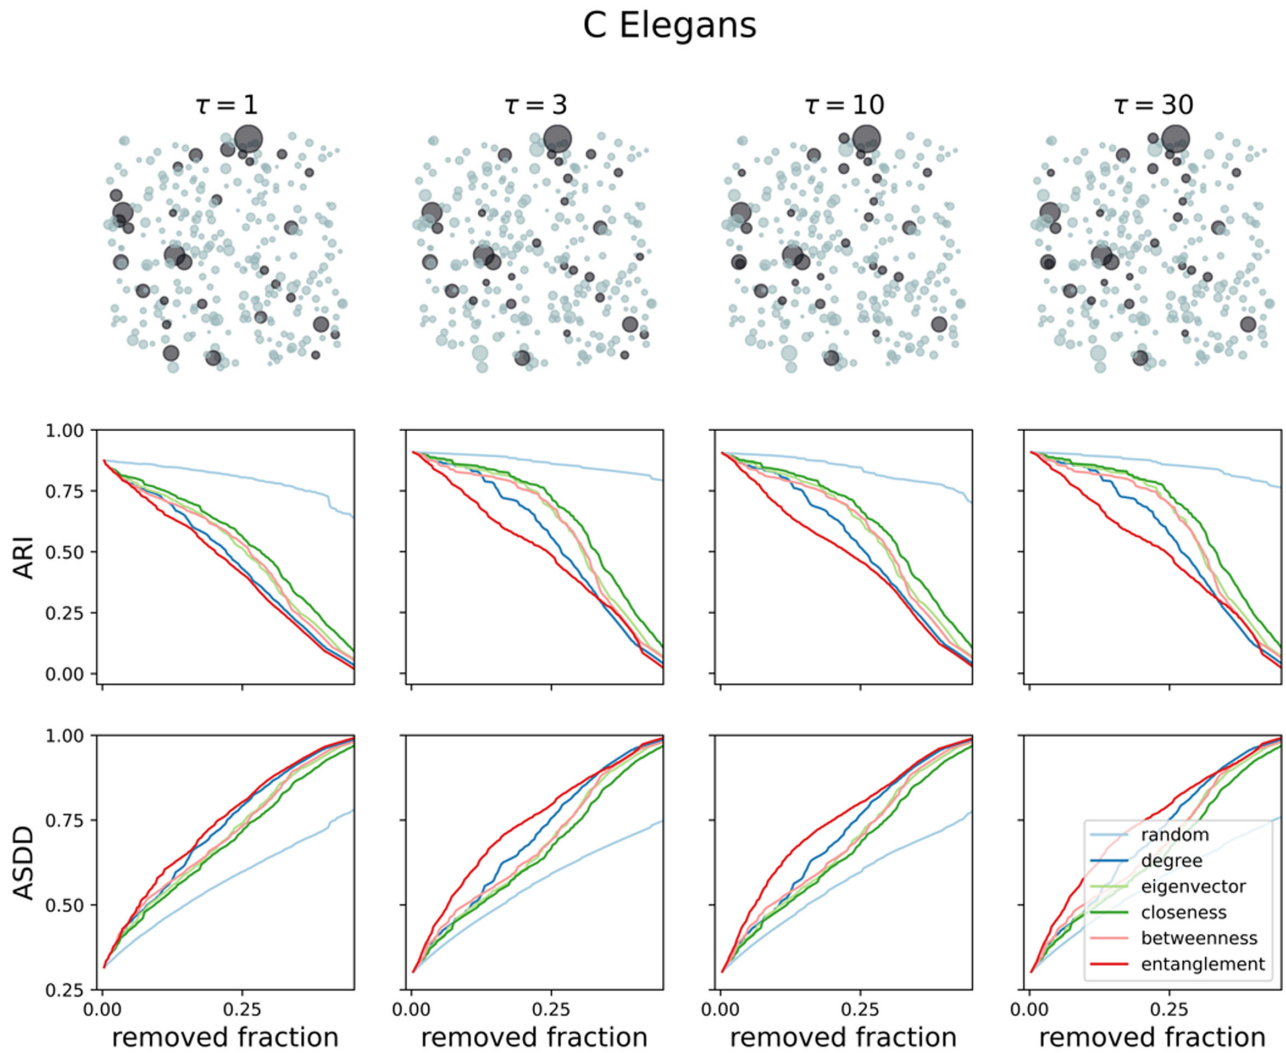 C Elegans
τ = 1 τ = 3 τ = 10 τ = 30
1.00
0.75
0.50
0.25
0.00
ARI
1.00
0.75
0.50
0.25
ASDD
random
degree
eigenvector
closeness
betweenness
entanglement
0.00 0.25 0.00 0.25 0.00 0.25 0.00 0.25
removed fraction removed fraction removed fraction removed fraction